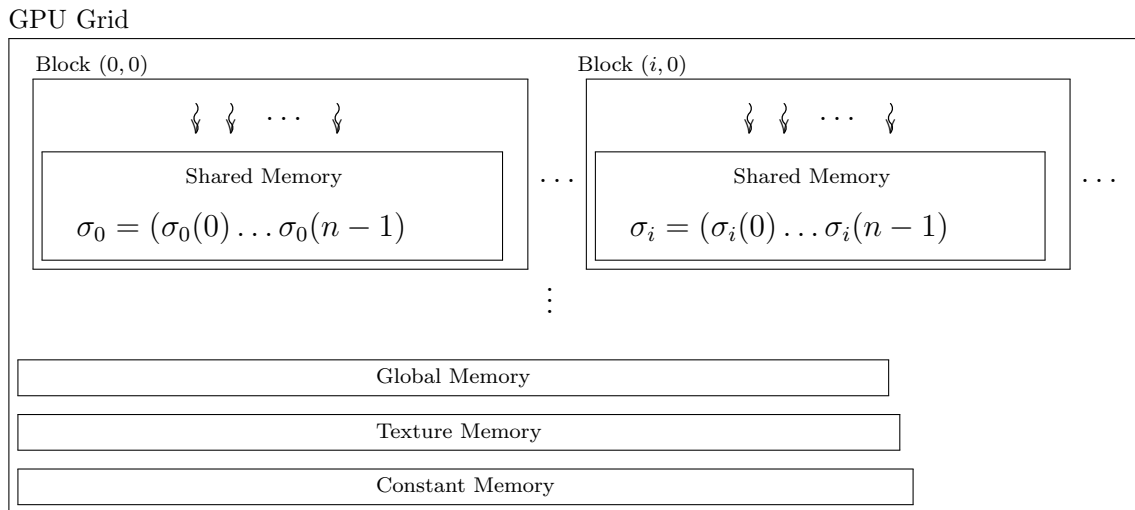 GPU Grid
Block (0, 0)
Block (i, 0)
· · ·
· · ·
Shared Memory
Shared Memory
· · ·
· · ·
σ₀ = (σ₀(0) … σ₀(n − 1)
σᵢ = (σᵢ(0) … σᵢ(n − 1)
⋮
Global Memory
Texture Memory
Constant Memory